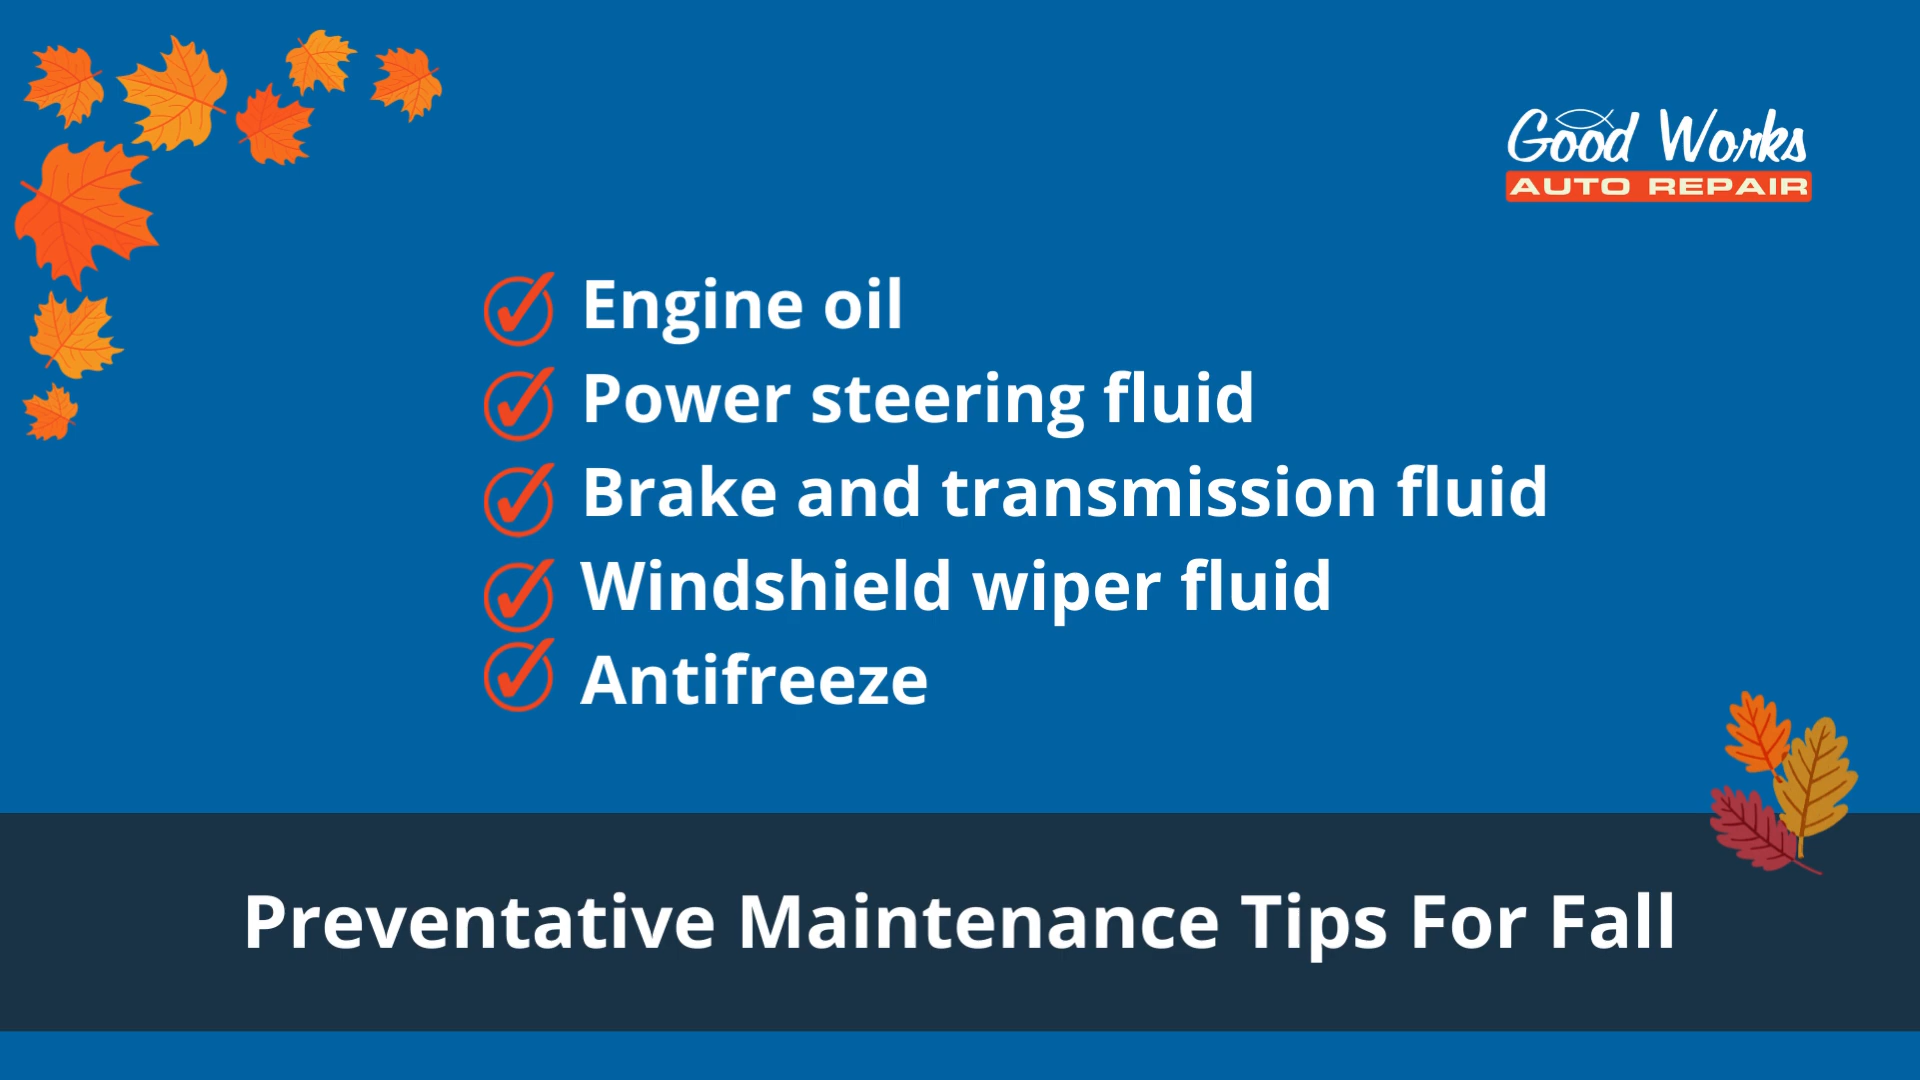 Good Works
AUTO REPAIR
Engine oil
Power steering fluid
Brake and transmission fluid
Windshield wiper fluid
Antifreeze
Preventative Maintenance Tips For Fall